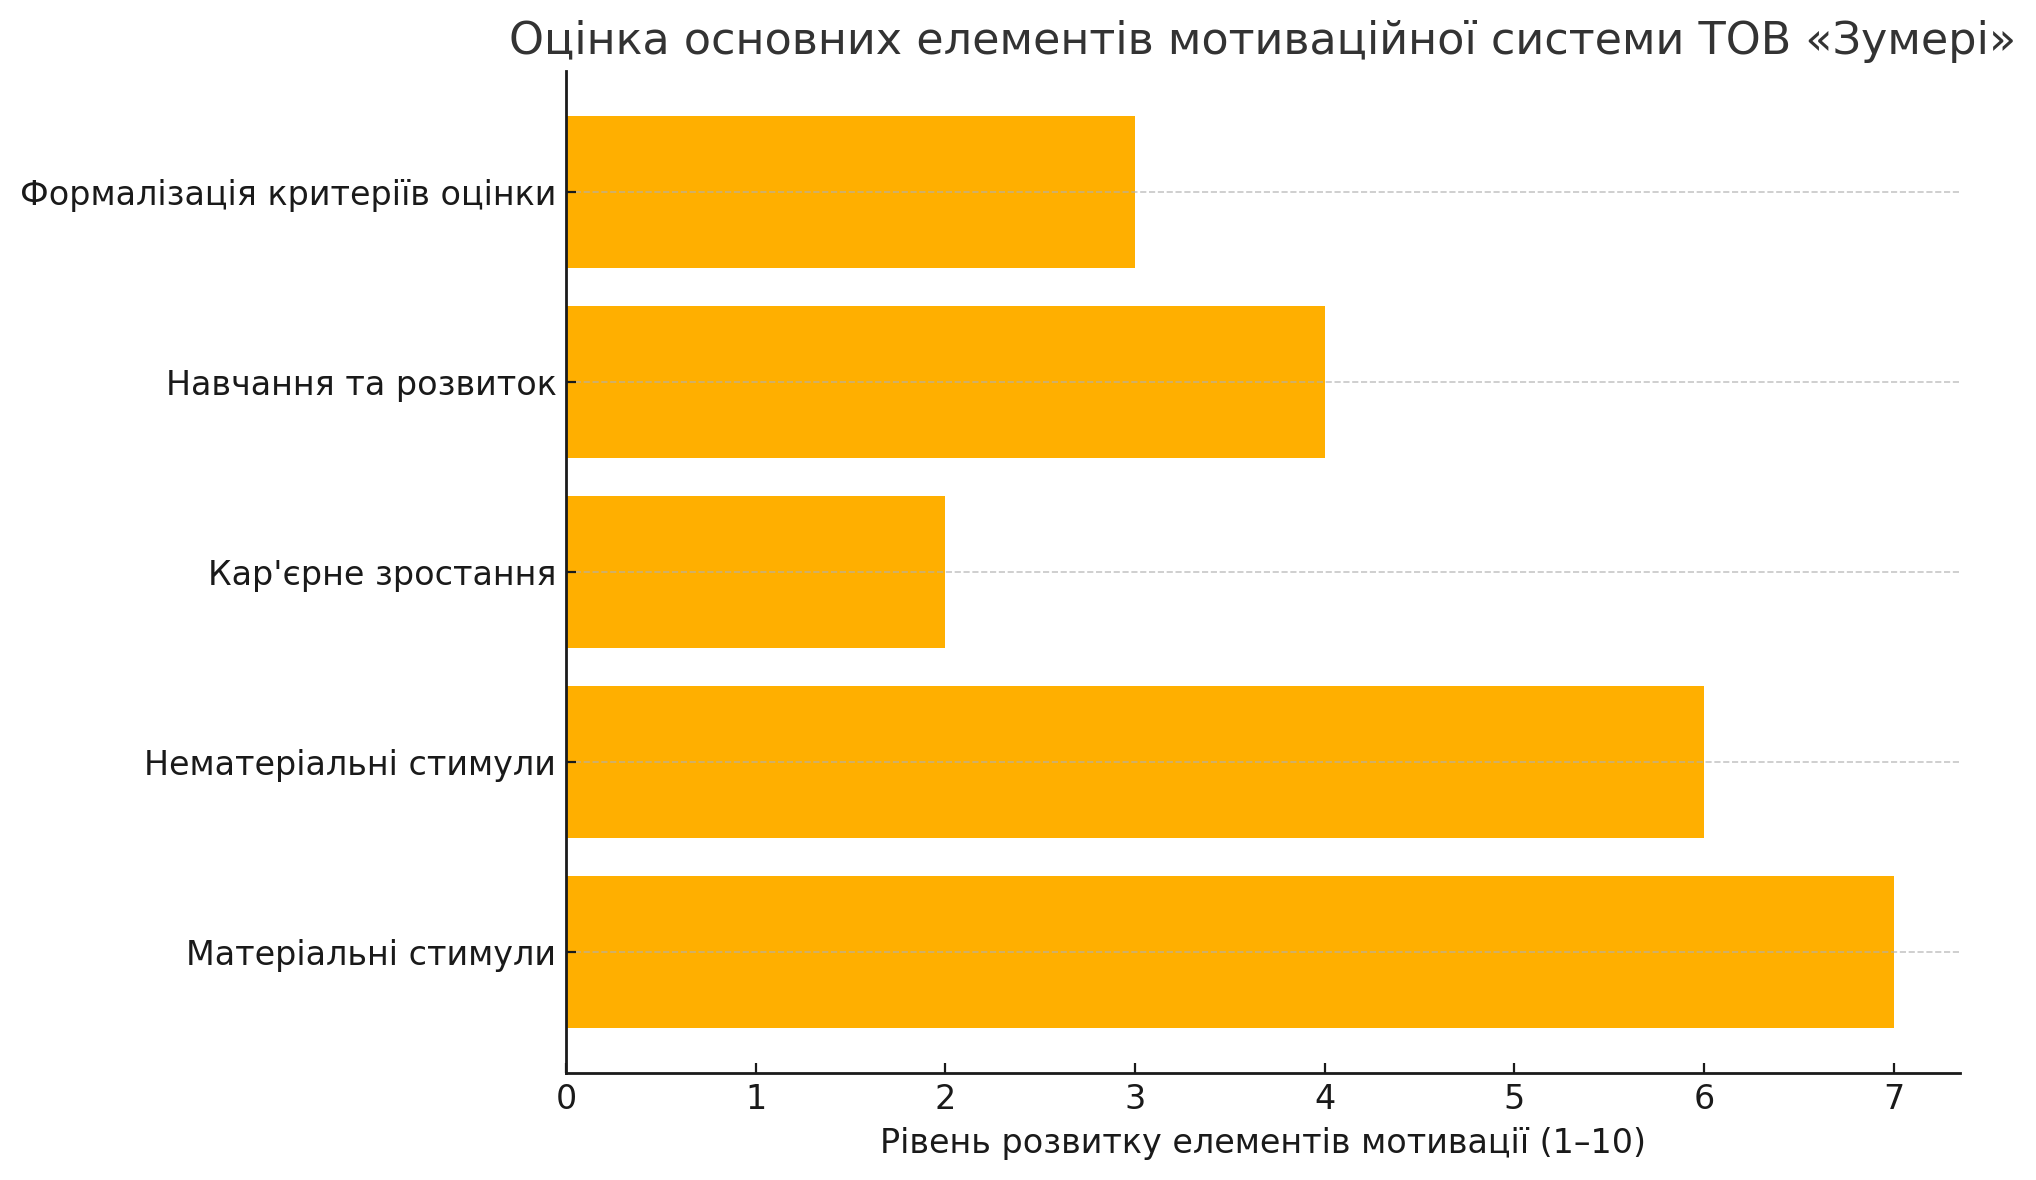 Оцінка основних елементів мотиваційної системи ТОВ «Зумері»
Формалізація критеріїв оцінки
Навчання та розвиток
Кар'єрне зростання
Нематеріальні стимули
Матеріальні стимули
0 1 2 3 4 5 6 7
Рівень розвитку елементів мотивації (1–10)